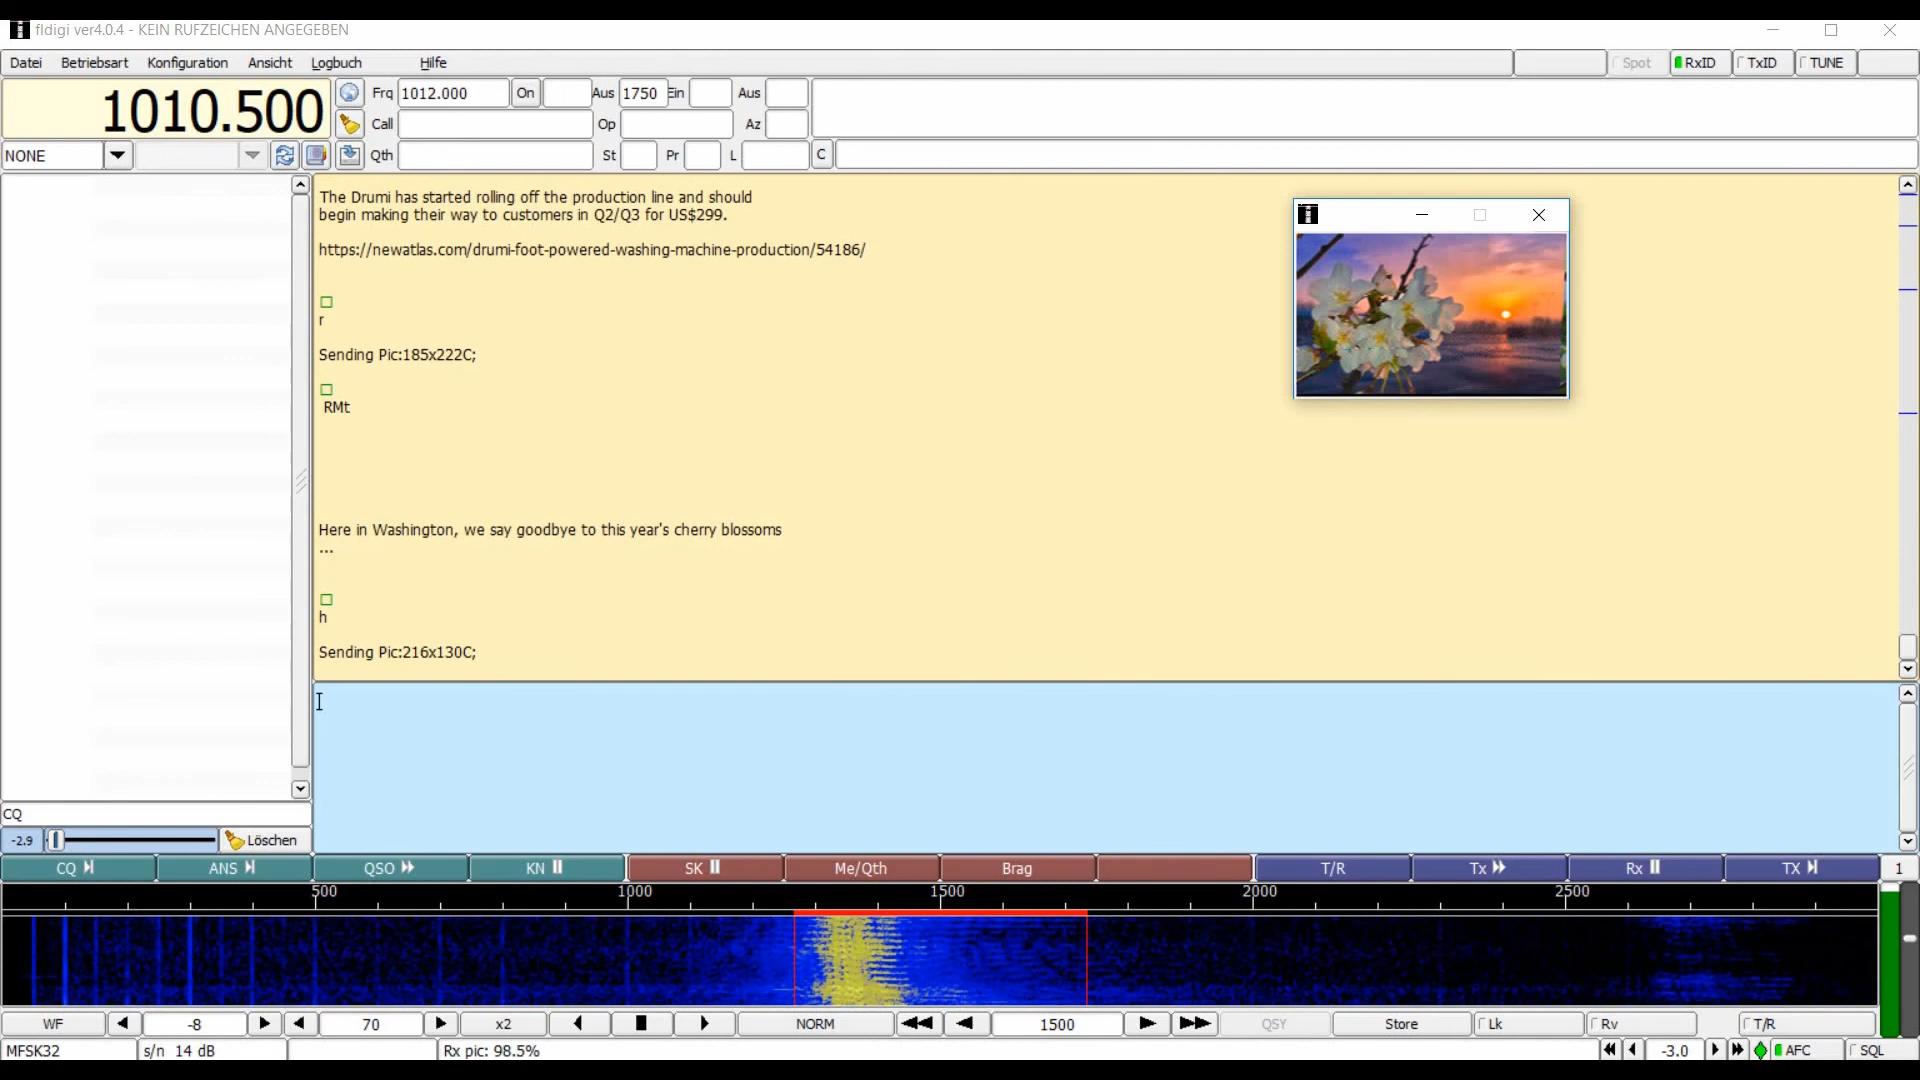 fldigi ver4.0.4 - KEIN RUFZEICHEN ANGEGEBEN
Datei Betriebsart Konfiguration Ansicht Logbuch Hilfe Spot RxID TxID TUNE
1010.500 Frq 1012.000 On Aus 1750 Ein Aus
Call Op Az
NONE Qth St Pr L C
The Drumi has started rolling off the production line and should
begin making their way to customers in Q2/Q3 for US$299.
https://newatlas.com/drumi-foot-powered-washing-machine-production/54186/
r
Sending Pic:185x222C;
RMt
Here in Washington, we say goodbye to this year's cherry blossoms
...
h
Sending Pic:216x130C;
CQ
-2.9 Löschen
CQ ANS QSO KN SK Me/Qth Brag T/R Tx Rx TX 1
500 1000 1500 2000 2500
WF -8 70 x2 NORM 1500 QSY Store Lk Rv T/R
MFSK32 s/n 14 dB Rx pic: 98.5% -3.0 AFC SQL